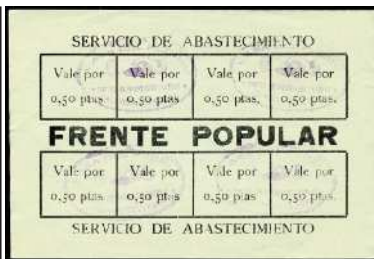 SERVICIO DE ABASTECIMIENTO
Vale por Vale por Vale por Vale por
0,50 ptas. 0,50 ptas 0,50 ptas. 0,50 ptas.
FRENTE POPULAR
Vale por Vale por Vale por Vale por
0,50 ptas. 0,50 ptas 0,50 ptas 0,50 ptas.
SERVICIO DE ABASTECIMIENTO